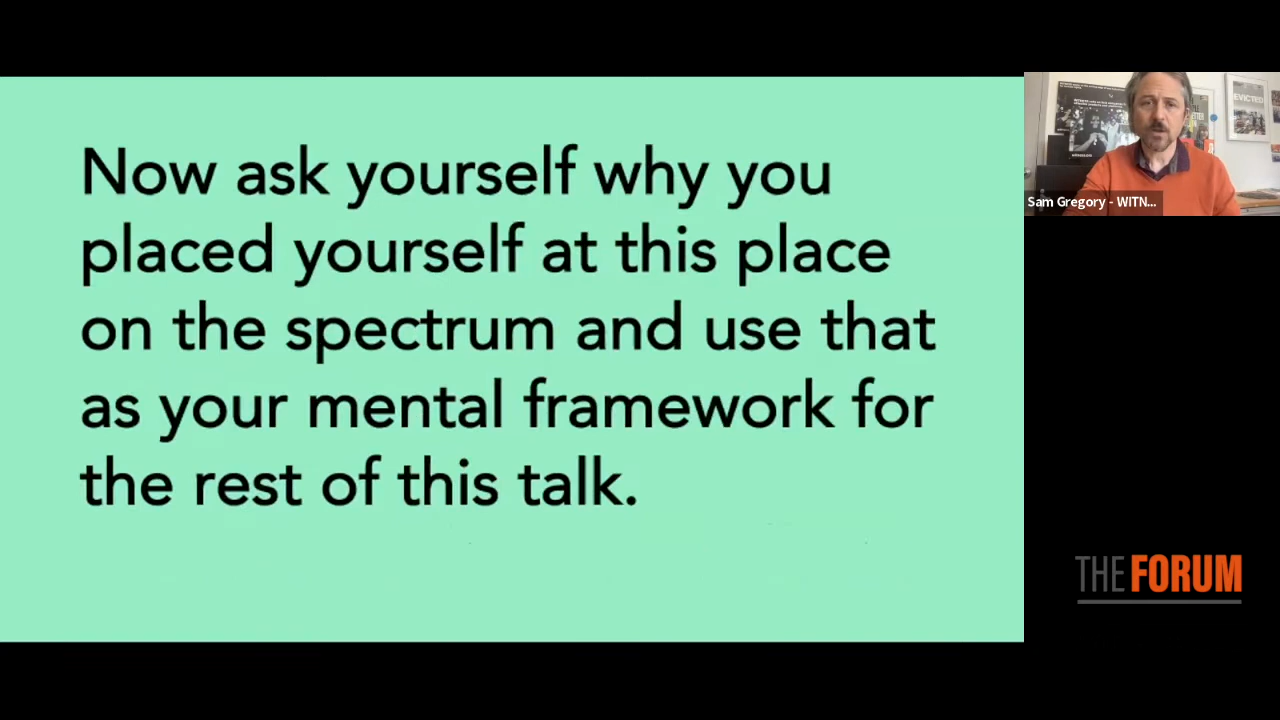 Now ask yourself why you
placed yourself at this place
on the spectrum and use that
as your mental framework for
the rest of this talk.
EVICTED
Sam Gregory - WITN...
THE FORUM